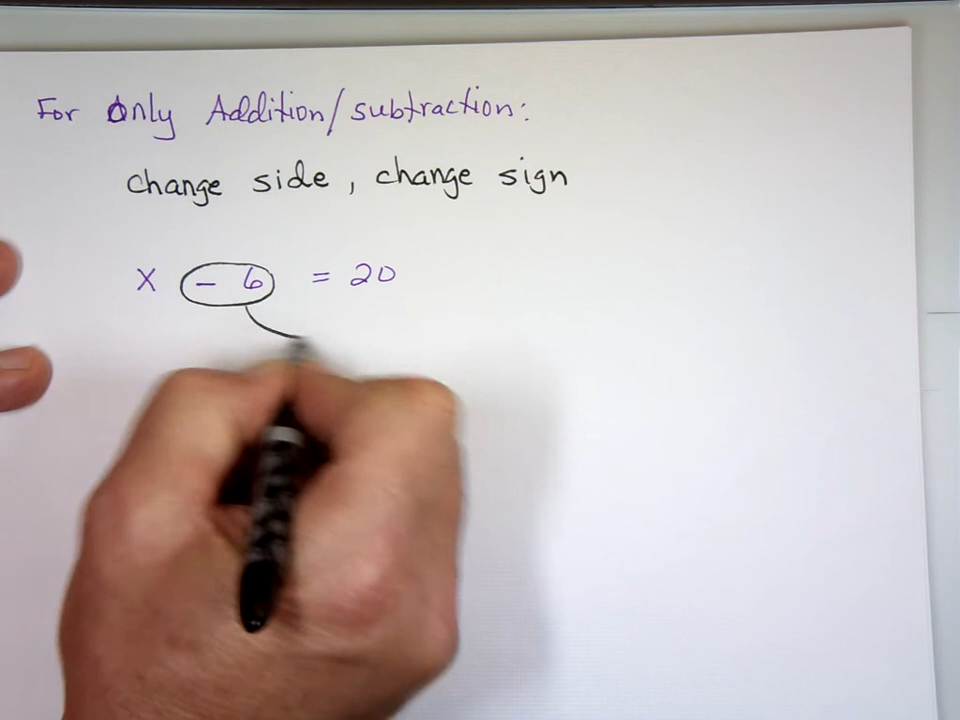 For Only Addition/subtraction:
change side, change sign
x - 6 = 20